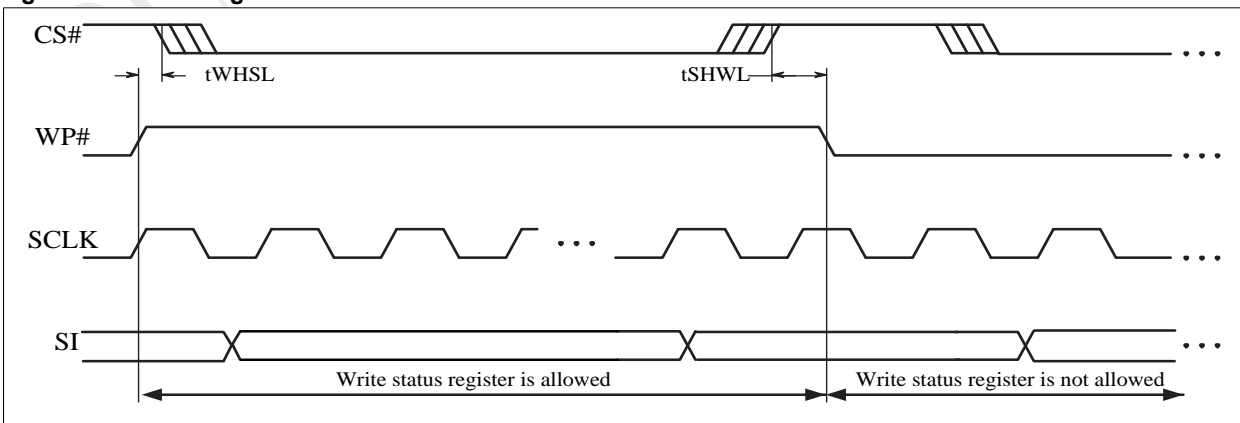 CS#
tWHSL
tSHWL
WP#
SCLK
SI
Write status register is allowed
Write status register is not allowed